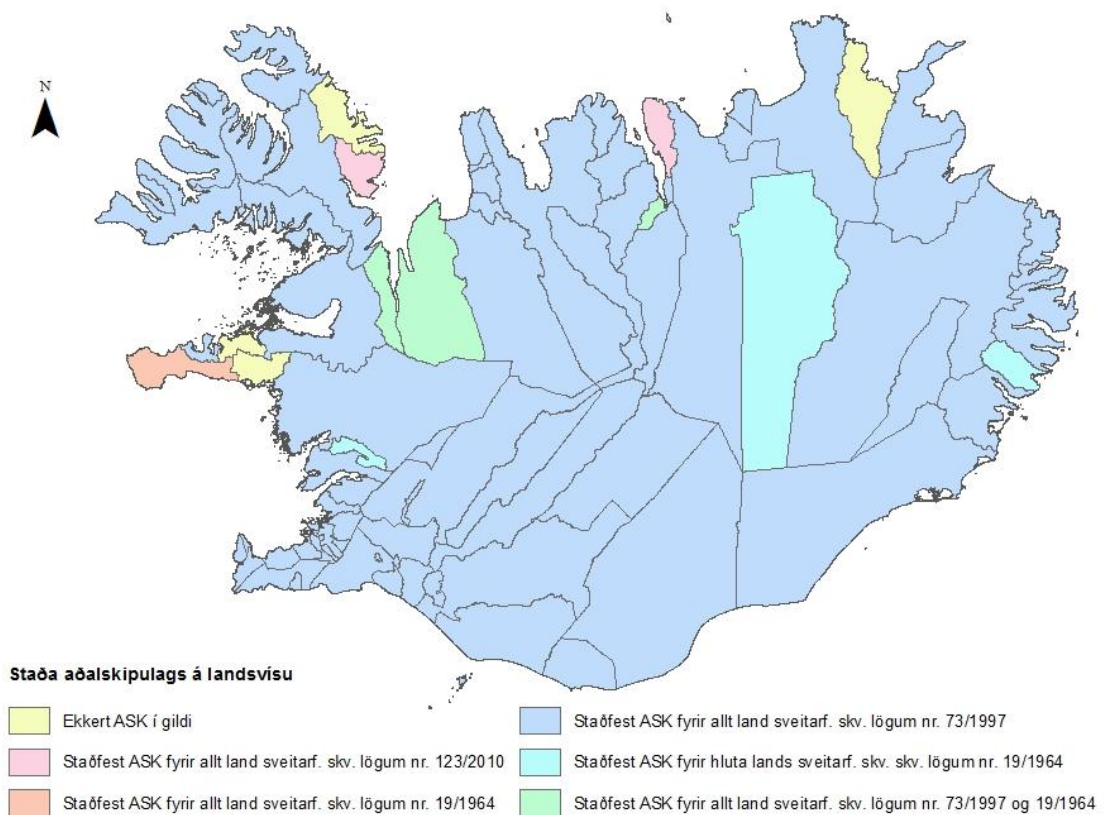 N
Staða aðalskipulags á landsvísu
Ekkert ASK í gildi
Staðfest ASK fyrir allt land sveitarf. skv. lögum nr. 123/2010
Staðfest ASK fyrir allt land sveitarf. skv. lögum nr. 19/1964
Staðfest ASK fyrir allt land sveitarf. skv. lögum nr. 73/1997
Staðfest ASK fyrir hluta lands sveitarf. skv. skv. lögum nr. 19/1964
Staðfest ASK fyrir allt land sveitarf. skv. lögum nr. 73/1997 og 19/1964